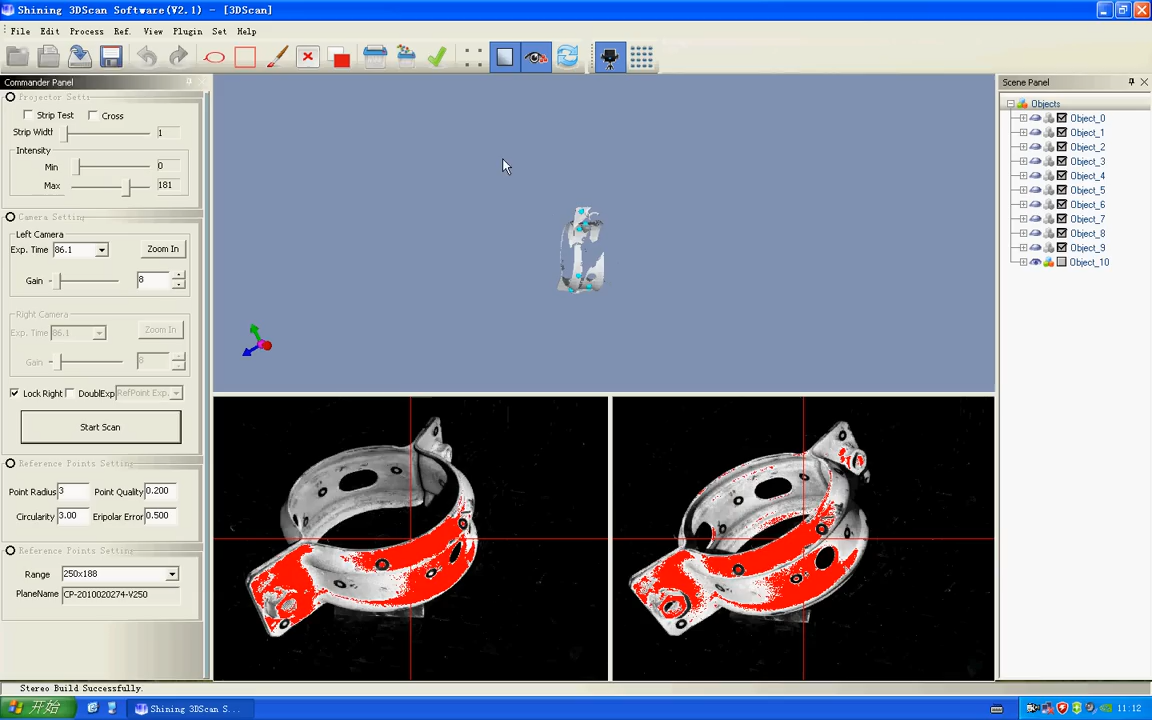 Shining 3DScan Software(V2.1) - [3DScan]
File Edit Process Ref. View Plugin Set Help
Commander Panel
Projector Setti
Strip Test Cross
Strip Width 1
Intensity
Min 0
Max 181
Camera Setting
Left Camera
Exp. Time 86.1 Zoom In
Gain 8
Right Camera
Exp. Time 86.1 Zoom In
Gain 8
Lock Right DoublExp RefPoint Exp.
Start Scan
Reference Points Setting
Point Radius 3 Point Quality 0.200
Circularity 3.00 Eripolar Error 0.500
Reference Points Setting
Range 250x188
PlaneName CP-2010020274-V250
Scene Panel
Objects
Object_0
Object_1
Object_2
Object_3
Object_4
Object_5
Object_6
Object_7
Object_8
Object_9
Object_10
Stereo Build Successfully.
开始 Shining 3DScan S... 11:12